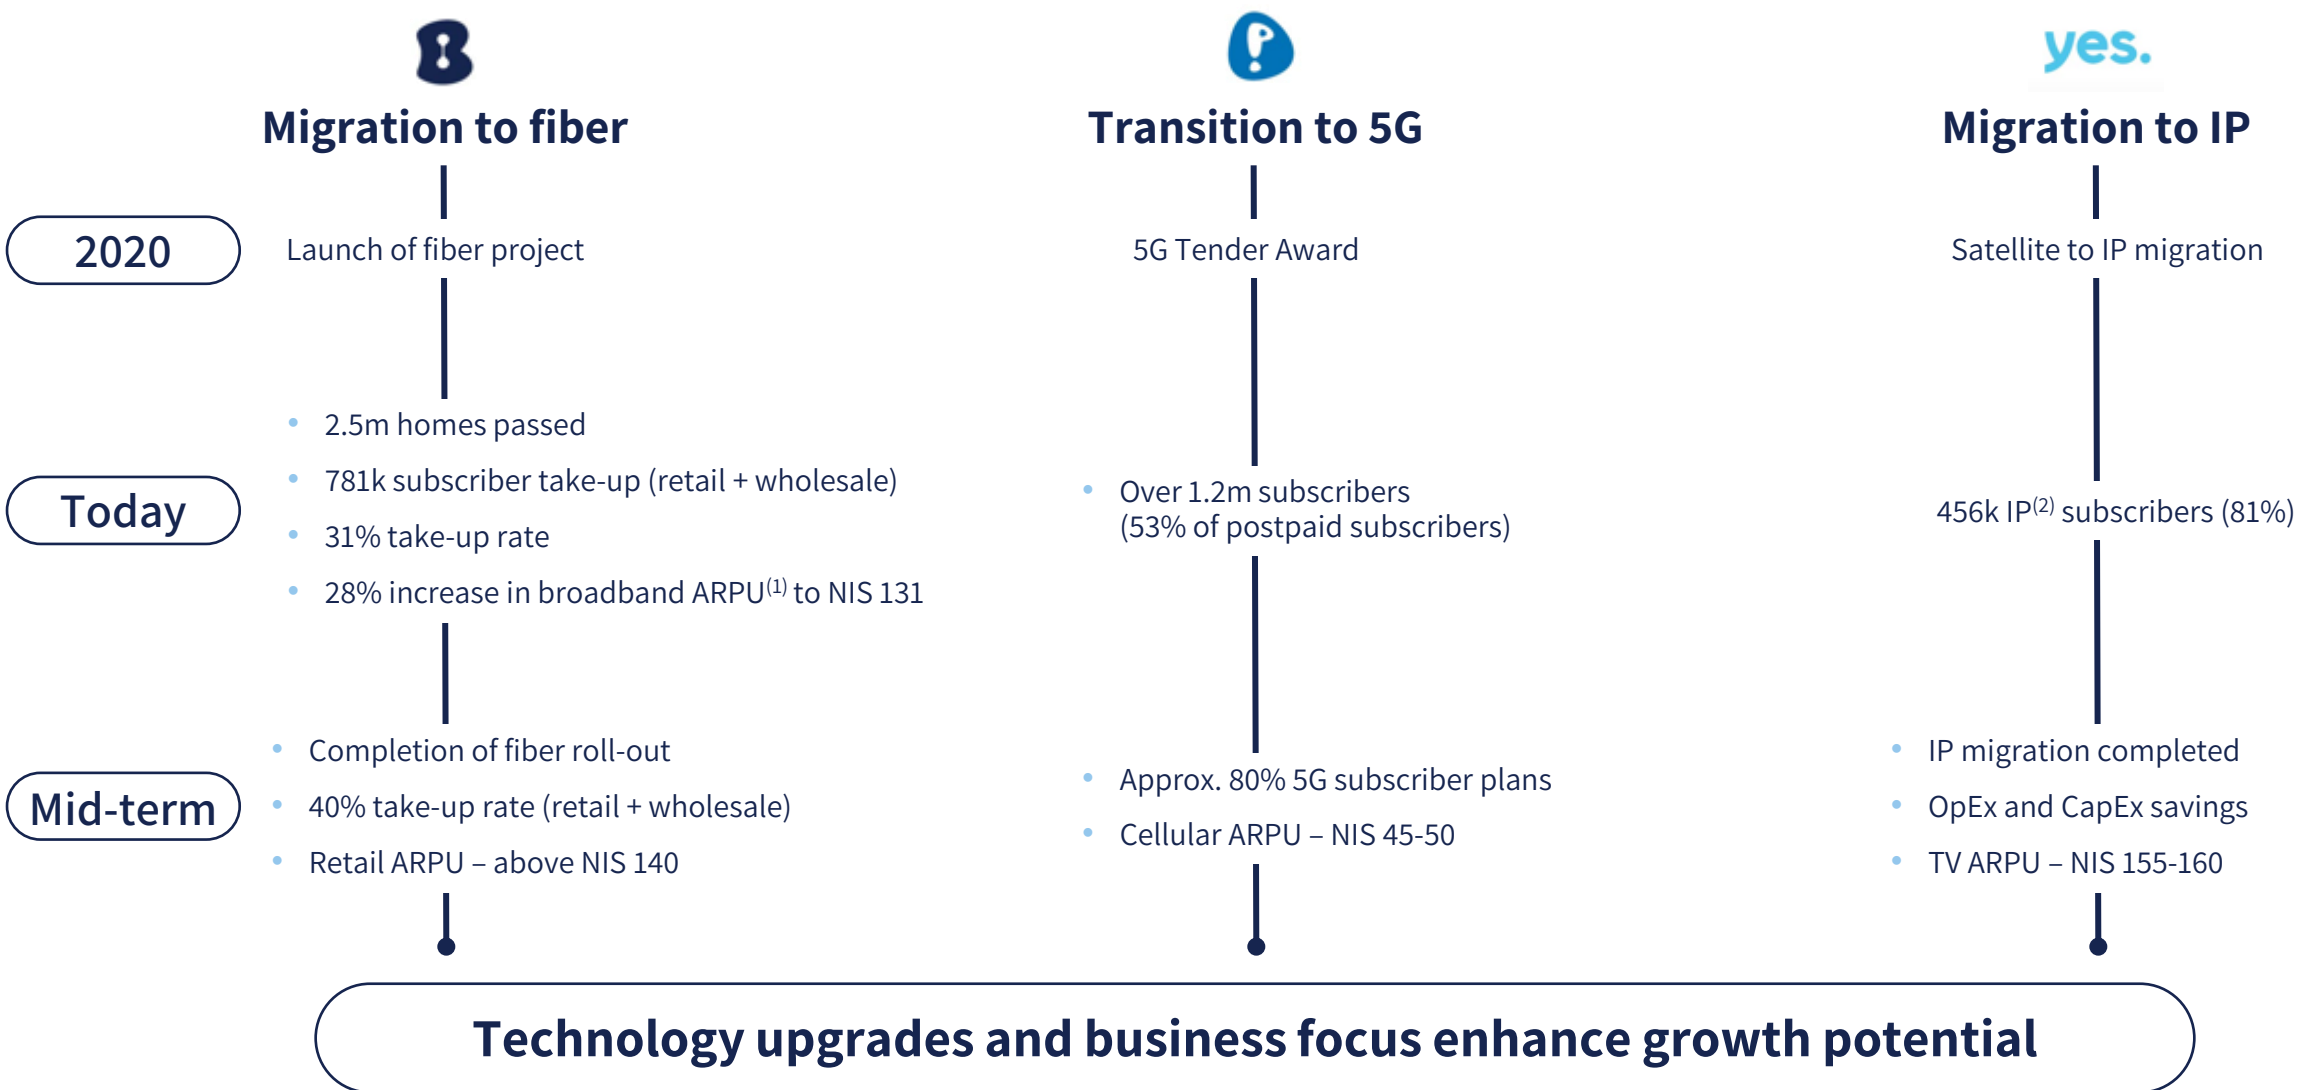 yes.
Migration to fiber
Transition to 5G
Migration to IP
2020
Launch of fiber project
5G Tender Award
Satellite to IP migration
Today
• 2.5m homes passed
• 781k subscriber take-up (retail + wholesale)
• 31% take-up rate
• 28% increase in broadband ARPU(1) to NIS 131
• Over 1.2m subscribers
(53% of postpaid subscribers)
456k IP(2) subscribers (81%)
Mid-term
• Completion of fiber roll-out
• 40% take-up rate (retail + wholesale)
• Retail ARPU – above NIS 140
• Approx. 80% 5G subscriber plans
• Cellular ARPU – NIS 45-50
• IP migration completed
• OpEx and CapEx savings
• TV ARPU – NIS 155-160
Technology upgrades and business focus enhance growth potential